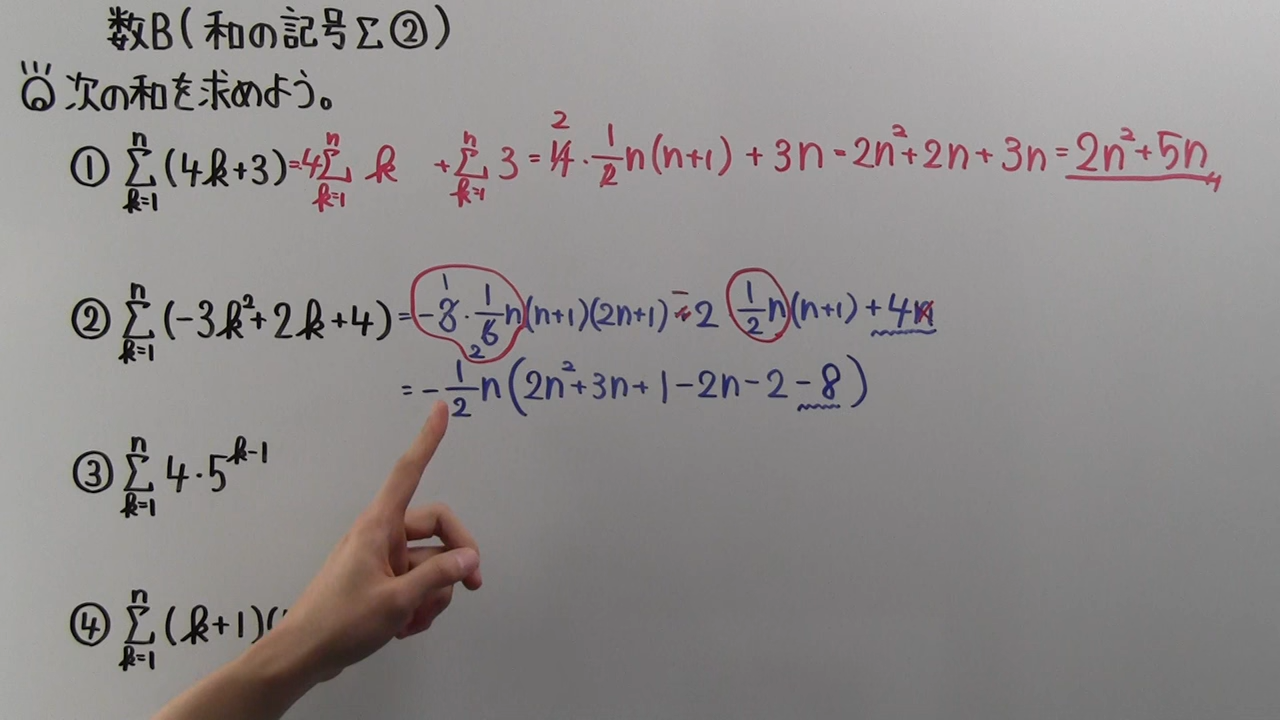 数B(和の記号Σ②)
次の和を求めよう。
① Σ_{k=1}^{n} (4k+3) = 4Σ_{k=1}^{n} k + Σ_{k=1}^{n} 3 = 4・1/2 n(n+1) + 3n = 2n²+2n+3n = 2n²+5n
② Σ_{k=1}^{n} (-3k²+2k+4) = -3・1/6 n(n+1)(2n+1) + 2 1/2 n(n+1) + 4n
= -1/2 n(2n²+3n+1-2n-2-8)
③ Σ_{k=1}^{n} 4・5^{k-1}
④ Σ_{k=1}^{n} (k+1)(